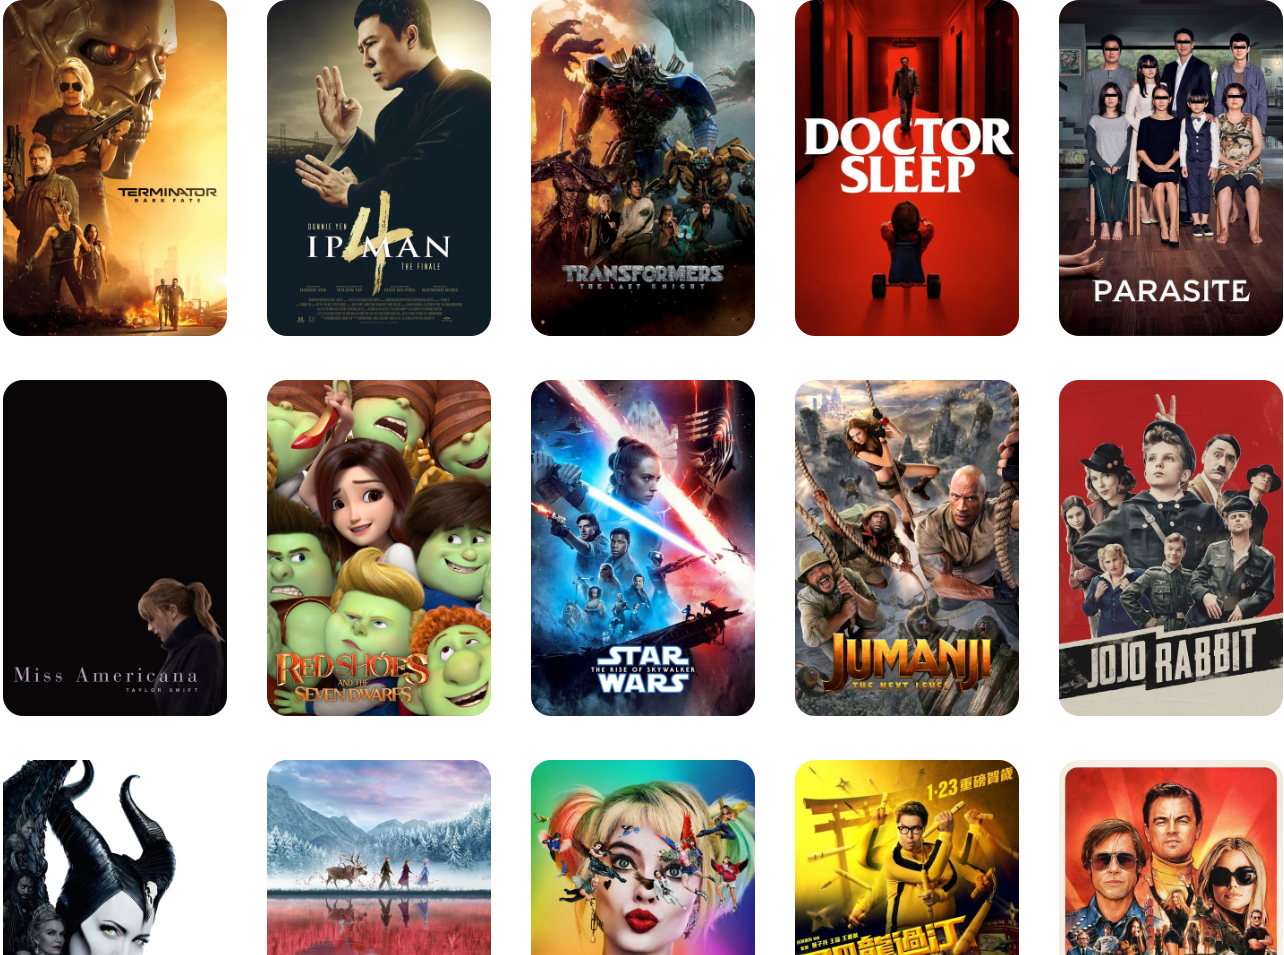 TERMINATOR
DARK FATE
DONNIE YEN
IP MAN
4
THE FINALE
TRANSFORMERS
THE LAST KNIGHT
DOCTOR
SLEEP
PARASITE
Miss Americana
TAYLOR SWIFT
RED SHOES
AND THE
SEVEN DWARFS
STAR
THE RISE OF SKYWALKER
WARS
JUMANJI
THE NEXT LEVEL
JOJO RABBIT
1·23 重磅賀歲
龍過江